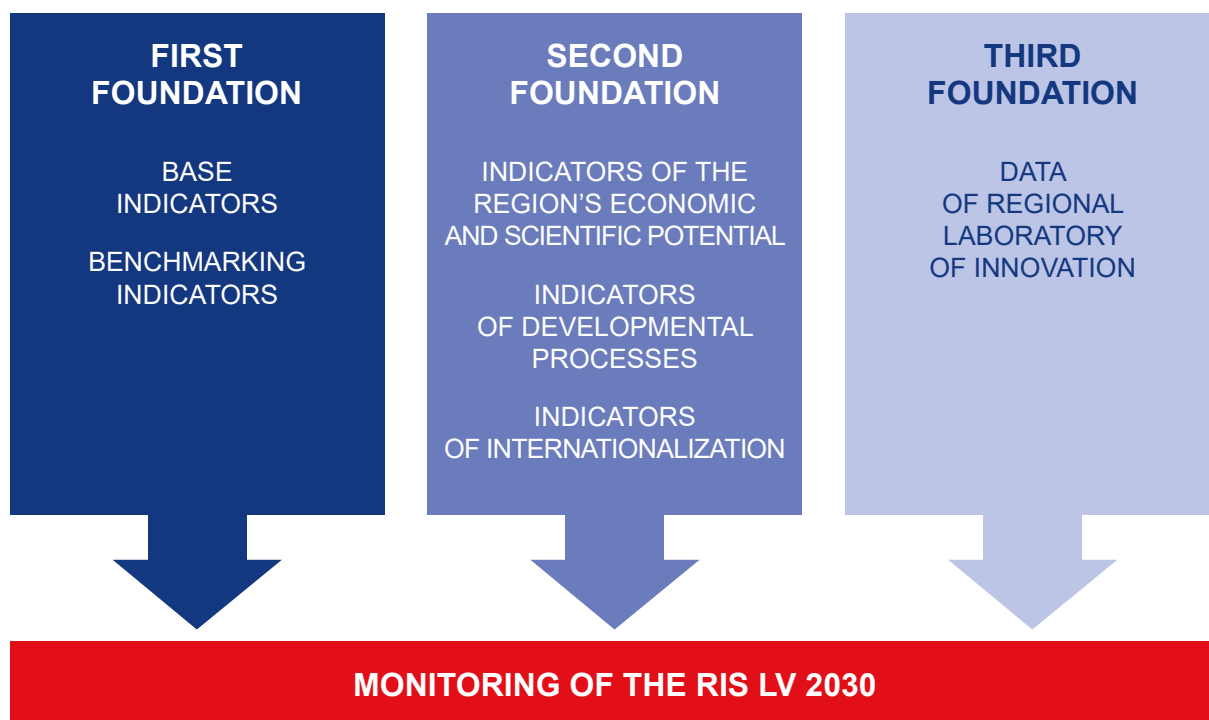 FIRST
FOUNDATION
BASE
INDICATORS
BENCHMARKING
INDICATORS
SECOND
FOUNDATION
INDICATORS OF THE
REGION’S ECONOMIC
AND SCIENTIFIC POTENTIAL
INDICATORS
OF DEVELOPMENTAL
PROCESSES
INDICATORS
OF INTERNATIONALIZATION
THIRD
FOUNDATION
DATA
OF REGIONAL
LABORATORY
OF INNOVATION
MONITORING OF THE RIS LV 2030